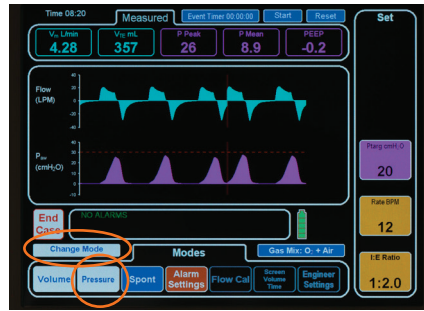 Time 08:20
Measured
Event Timer 00:00:00
Start
Reset
Set
Vₘ L/min
4.28
V_TE mL
357
P Peak
26
P Mean
8.9
PEEP
-0.2
Flow
(LPM)
40
20
0
-20
-40
Paw
(cmH₂O)
40
30
20
10
0
-10
Ptarg cmH₂O
20
Rate BPM
12
I:E Ratio
1:2.0
End
Case
NO ALARMS
Change Mode
Modes
Gas Mix: O₂ + Air
Volume
Pressure
Spont
Alarm
Settings
Flow Cal
Screen
Volume
Time
Engineer
Settings